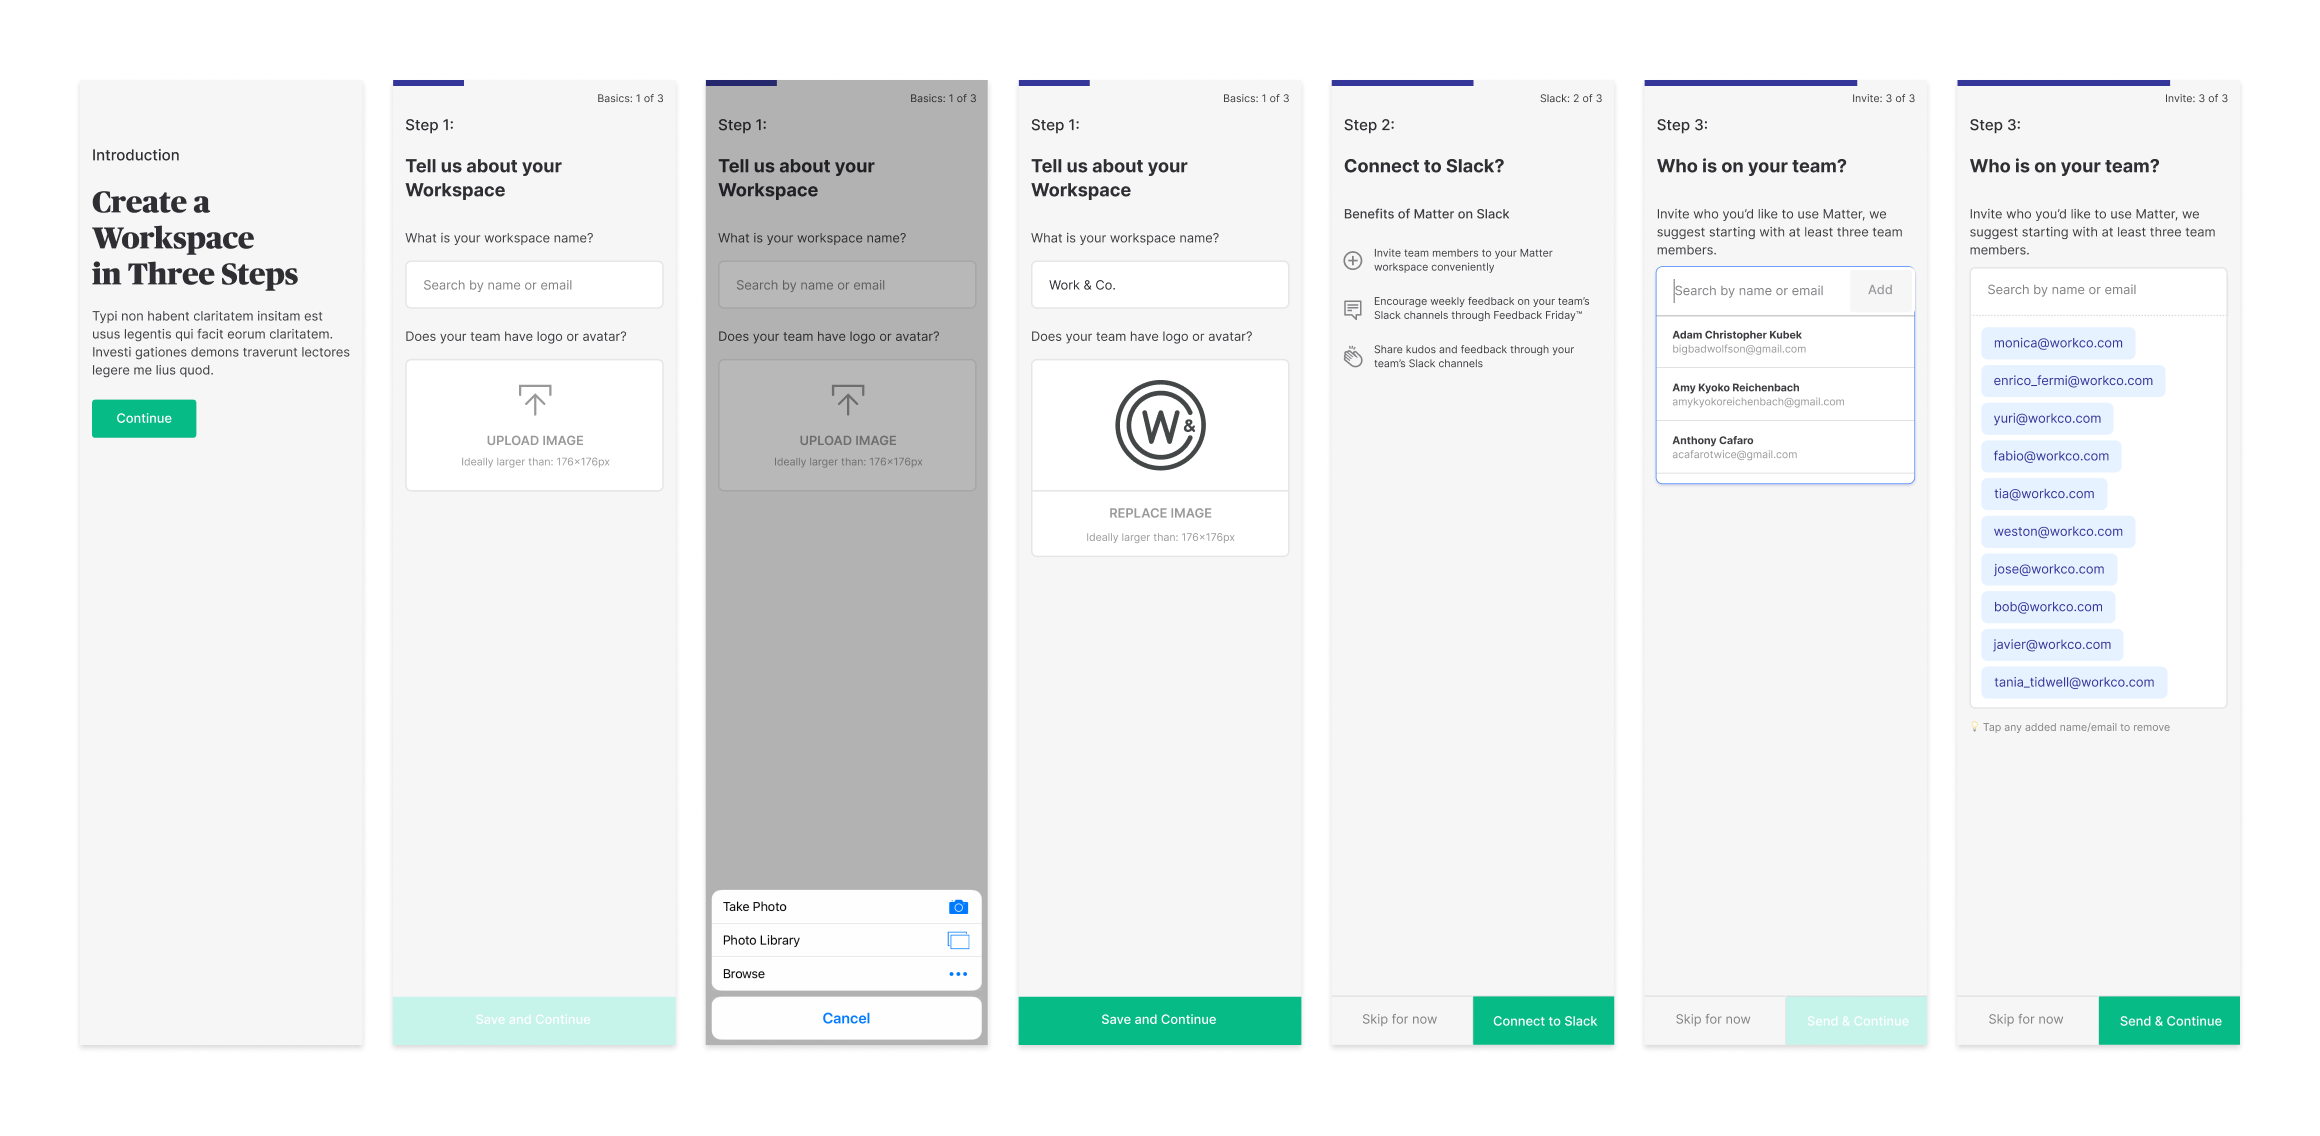 Introduction
Create a
Workspace
in Three Steps
Typi non habent claritatem insitam est
usus legentis qui facit eorum claritatem.
Investi gationes demons traverunt lectores
legere me lius quod.
Continue
Basics: 1 of 3
Step 1:
Tell us about your
Workspace
What is your workspace name?
Search by name or email
Does your team have logo or avatar?
UPLOAD IMAGE
Ideally larger than: 176×176px
Save and Continue
Basics: 1 of 3
Step 1:
Tell us about your
Workspace
What is your workspace name?
Search by name or email
Does your team have logo or avatar?
UPLOAD IMAGE
Ideally larger than: 176×176px
Take Photo
Photo Library
Browse
Cancel
Basics: 1 of 3
Step 1:
Tell us about your
Workspace
What is your workspace name?
Work & Co.
Does your team have logo or avatar?
W&
REPLACE IMAGE
Ideally larger than: 176×176px
Save and Continue
Slack: 2 of 3
Step 2:
Connect to Slack?
Benefits of Matter on Slack
Invite team members to your Matter
workspace conveniently
Encourage weekly feedback on your team's
Slack channels through Feedback Friday™
Share kudos and feedback through your
team's Slack channels
Skip for now
Connect to Slack
Invite: 3 of 3
Step 3:
Who is on your team?
Invite who you'd like to use Matter, we
suggest starting with at least three team
members.
Search by name or email
Add
Adam Christopher Kubek
bigbadwolfson@gmail.com
Amy Kyoko Reichenbach
amykyokoreichenbach@gmail.com
Anthony Cafaro
acafarotwice@gmail.com
Skip for now
Send & Continue
Invite: 3 of 3
Step 3:
Who is on your team?
Invite who you'd like to use Matter, we
suggest starting with at least three team
members.
Search by name or email
monica@workco.com
enrico_fermi@workco.com
yuri@workco.com
fabio@workco.com
tia@workco.com
weston@workco.com
jose@workco.com
bob@workco.com
javier@workco.com
tania_tidwell@workco.com
Tap any added name/email to remove
Skip for now
Send & Continue